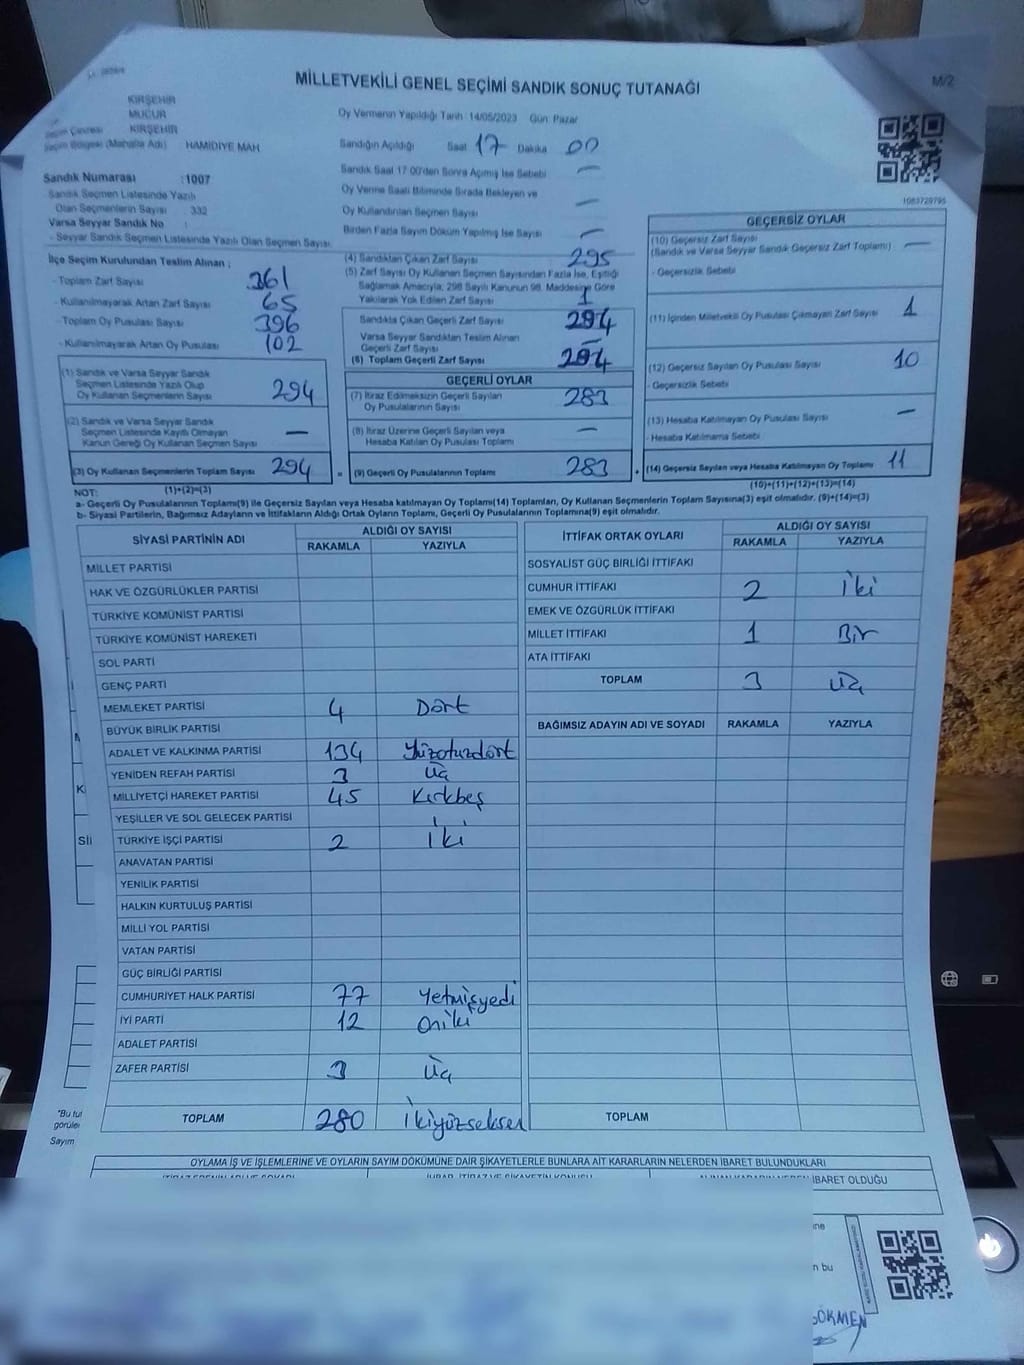 MİLLETVEKİLİ GENEL SEÇİMİ SANDIK SONUÇ TUTANAĞI
M/2
KIRŞEHİR
MUCUR
Seçim Çevresi KIRŞEHİR
Seçim Bölgesi (Mahalle Adı) HAMİDİYE MAH
Oy Vermenin Yapıldığı Tarih 14/05/2023 Gün Pazar
Sandığın Açıldığı Saat 17 Dakika 00
Sandık Saat 17:00'den Sonra Açımış İse Sebebi —
Oy Verme Saati Bitiminde Sırada Bekleyen ve
Oy Kullandırılan Seçmen Sayısı —
Birden Fazla Sayım Döküm Yapılmış İse Sayısı —
1083729795
Sandık Numarası :1007
Sandık Seçmen Listesinde Yazılı
Olan Seçmenlerin Sayısı : 332
Varsa Seyyar Sandık No :
- Seyyar Sandık Seçmen Listesinde Yazılı Olan Seçmen Sayısı
İlçe Seçim Kurulundan Teslim Alınan :
- Toplam Zarf Sayısı 361
- Kullanılmayarak Artan Zarf Sayısı 65
- Toplam Oy Pusulası Sayısı 396
- Kullanılmayarak Artan Oy Pusulası 102
(1) Sandık ve Varsa Seyyar Sandık
Seçmen Listesinde Yazılı Olup
Oy Kullanan Seçmenlerin Sayısı 294
(2) Sandık ve Varsa Seyyar Sandık
Seçmen Listesinde Kayıtlı Olmayan
Kanun Gereği Oy Kullanan Seçmen Sayısı —
(3) Oy Kullanan Seçmenlerin Toplam Sayısı 294
(1)+(2)=(3)
(4) Sandıktan Çıkan Zarf Sayısı 295
(5) Zarf Sayısı Oy Kullanan Seçmen Sayısından Fazla İse, Eşitliği
Sağlamak Amacıyla; 298 Sayılı Kanunun 98. Maddesine Göre
Yakılarak Yok Edilen Zarf Sayısı 1
Sandıkta Çıkan Geçerli Zarf Sayısı 294
Varsa Seyyar Sandıktan Teslim Alınan
Geçerli Zarf Sayısı —
(6) Toplam Geçerli Zarf Sayısı 294
GEÇERLİ OYLAR
(7) İtiraz Edilmeksizin Geçerli Sayılan
Oy Pusulalarının Sayısı 283
(8) İtiraz Üzerine Geçerli Sayılan veya
Hesaba Katılan Oy Pusulası Toplamı —
= (9) Geçerli Oy Pusulalarının Toplamı 283 +
GEÇERSİZ OYLAR
(10) Geçersiz Zarf Sayısı
(Sandık ve Varsa Seyyar Sandık Geçersiz Zarf Toplamı) —
- Geçersizlik Sebebi
(11) İçinden Milletvekili Oy Pusulası Çıkmayan Zarf Sayısı 1
(12) Geçersiz Sayılan Oy Pusulası Sayısı 10
- Geçersizlik Sebebi
(13) Hesaba Katılmayan Oy Pusulası Sayısı —
- Hesaba Katılmama Sebebi
(14) Geçersiz Sayılan veya Hesaba Katılmayan Oy Toplamı 11
(10)+(11)+(12)+(13)=(14)
NOT:
a- Geçerli Oy Pusulaları Toplamı(9) ile Geçersiz Sayılan veya Hesaba katılmayan Oy Toplamı(14) Toplamları, Oy Kullanan Seçmenlerin Toplam Sayısına(3) eşit olmalıdır. (9)+(14)=(3)
b- Siyasi Partilerin, Bağımsız Adayların ve İttifakların Aldığı Ortak Oyların Toplamı, Geçerli Oy Pusulalarının Toplamına(9) eşit olmalıdır.
SİYASİ PARTİNİN ADI ALDIĞI OY SAYISI
RAKAMLA YAZIYLA
MİLLET PARTİSİ
HAK VE ÖZGÜRLÜKLER PARTİSİ
TÜRKİYE KOMÜNİST PARTİSİ
TÜRKİYE KOMÜNİST HAREKETİ
SOL PARTİ
GENÇ PARTİ
MEMLEKET PARTİSİ 4 Dört
BÜYÜK BİRLİK PARTİSİ
ADALET VE KALKINMA PARTİSİ 134 Yüzotuzdört
YENİDEN REFAH PARTİSİ 3 Üç
MİLLİYETÇİ HAREKET PARTİSİ 45 Kırkbeş
YEŞİLLER VE SOL GELECEK PARTİSİ
TÜRKİYE İŞÇİ PARTİSİ 2 İki
ANAVATAN PARTİSİ
YENİLİK PARTİSİ
HALKIN KURTULUŞ PARTİSİ
MİLLİ YOL PARTİSİ
VATAN PARTİSİ
GÜÇ BİRLİĞİ PARTİSİ
CUMHURİYET HALK PARTİSİ 77 Yetmişyedi
İYİ PARTİ 12 Oniki
ADALET PARTİSİ
ZAFER PARTİSİ 3 Üç
TOPLAM 280 İkiyüzseksen
İTTİFAK ORTAK OYLARI ALDIĞI OY SAYISI
RAKAMLA YAZIYLA
SOSYALİST GÜÇ BİRLİĞİ İTTİFAKI
CUMHUR İTTİFAKI 2 İki
EMEK VE ÖZGÜRLÜK İTTİFAKI
MİLLET İTTİFAKI 1 Bir
ATA İTTİFAKI
TOPLAM 3 Üç
BAĞIMSIZ ADAYIN ADI VE SOYADI RAKAMLA YAZIYLA
TOPLAM
"Bu tut
görüle
Sayım
OYLAMA İŞ VE İŞLEMLERİNE VE OYLARIN SAYIM DÖKÜMÜNE DAİR ŞİKAYETLERLE BUNLARA AİT KARARLARIN NELERDEN İBARET BULUNDUKLARI
İBARET OLDUĞU
ine
n bu
GÖKMEN